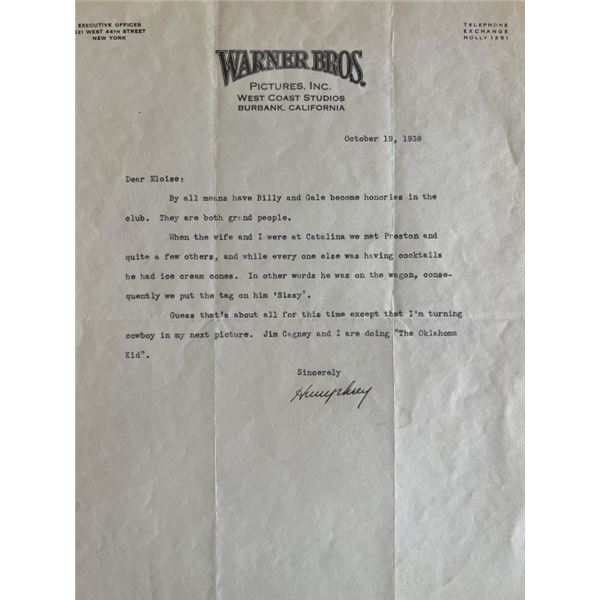 EXECUTIVE OFFICES
321 WEST 44TH STREET
NEW YORK
TELEPHONE
EXCHANGE
HOLLY 1251
WARNER BROS.
PICTURES, INC.
WEST COAST STUDIOS
BURBANK, CALIFORNIA
October 19, 1938
Dear Eloise:
By all means have Billy and Gale become honories in the
club. They are both grand people.
When the wife and I were at Catalina we met Preston and
quite a few others, and while every one else was having cocktails
he had ice cream cones. In other words he was on the wagon, conse-
quently we put the tag on him 'Sissy'.
Guess that's about all for this time except that I'm turning
cowboy in my next picture. Jim Cagney and I are doing "The Oklahoma
Kid".
Sincerely
Humphrey